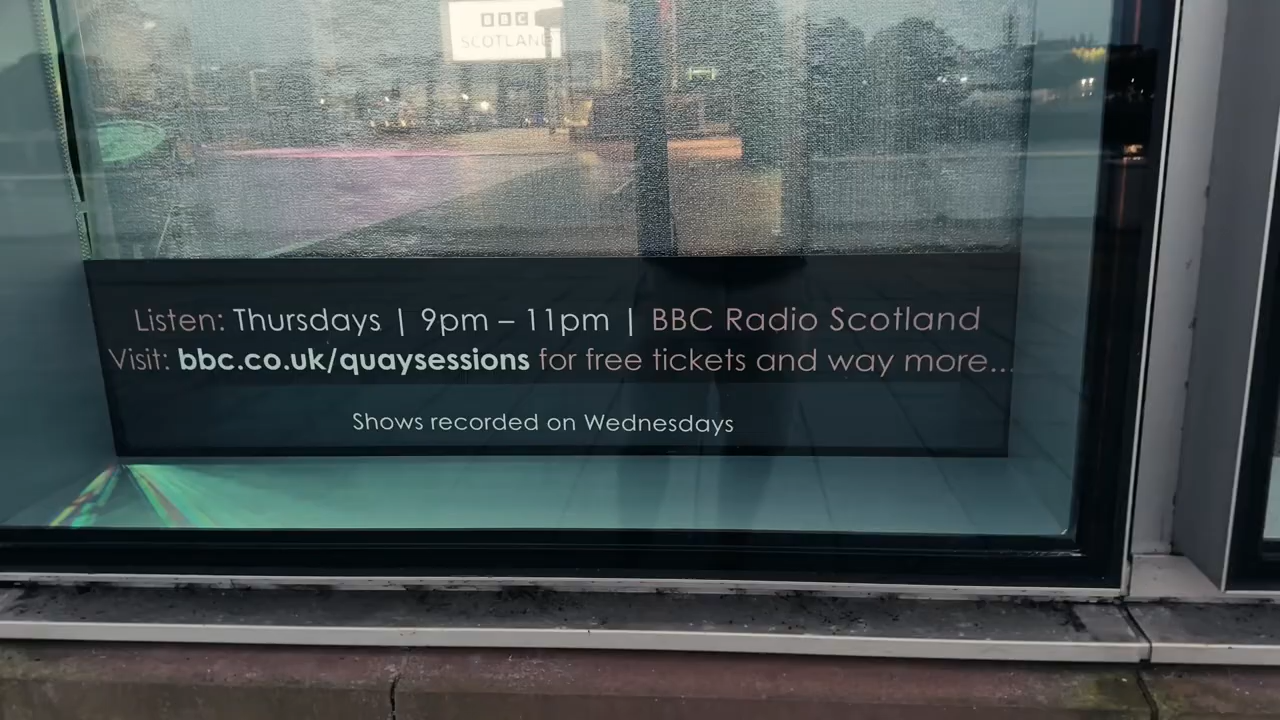 BBC
SCOTLAND
Listen: Thursdays | 9pm – 11pm | BBC Radio Scotland
Visit: bbc.co.uk/quaysessions for free tickets and way more...
Shows recorded on Wednesdays